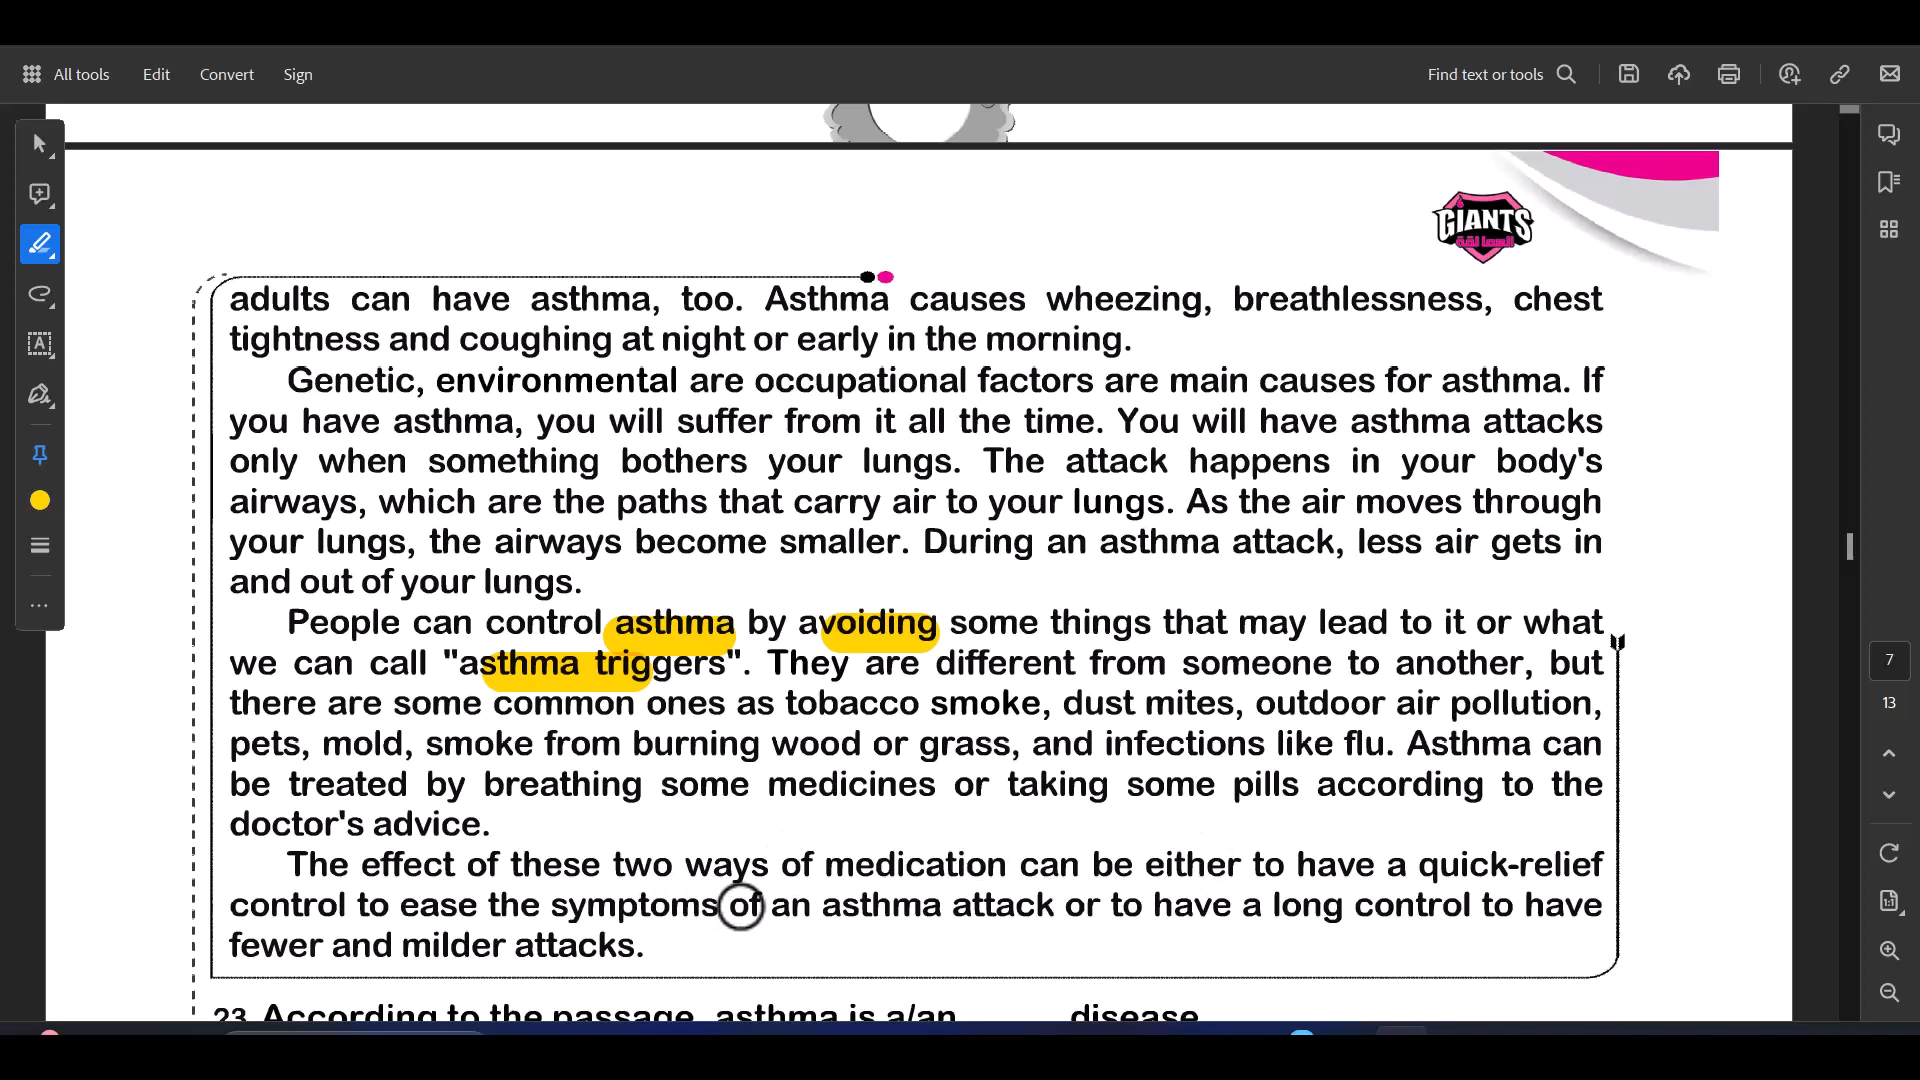 All tools Edit Convert Sign Find text or tools
GIANTS
العمالقة
adults can have asthma, too. Asthma causes wheezing, breathlessness, chest
tightness and coughing at night or early in the morning.
Genetic, environmental are occupational factors are main causes for asthma. If
you have asthma, you will suffer from it all the time. You will have asthma attacks
only when something bothers your lungs. The attack happens in your body's
airways, which are the paths that carry air to your lungs. As the air moves through
your lungs, the airways become smaller. During an asthma attack, less air gets in
and out of your lungs.
People can control asthma by avoiding some things that may lead to it or what
we can call "asthma triggers". They are different from someone to another, but
there are some common ones as tobacco smoke, dust mites, outdoor air pollution,
pets, mold, smoke from burning wood or grass, and infections like flu. Asthma can
be treated by breathing some medicines or taking some pills according to the
doctor's advice.
The effect of these two ways of medication can be either to have a quick-relief
control to ease the symptoms of an asthma attack or to have a long control to have
fewer and milder attacks.
23. According to the passage, asthma is a/an ______ disease.
7
13